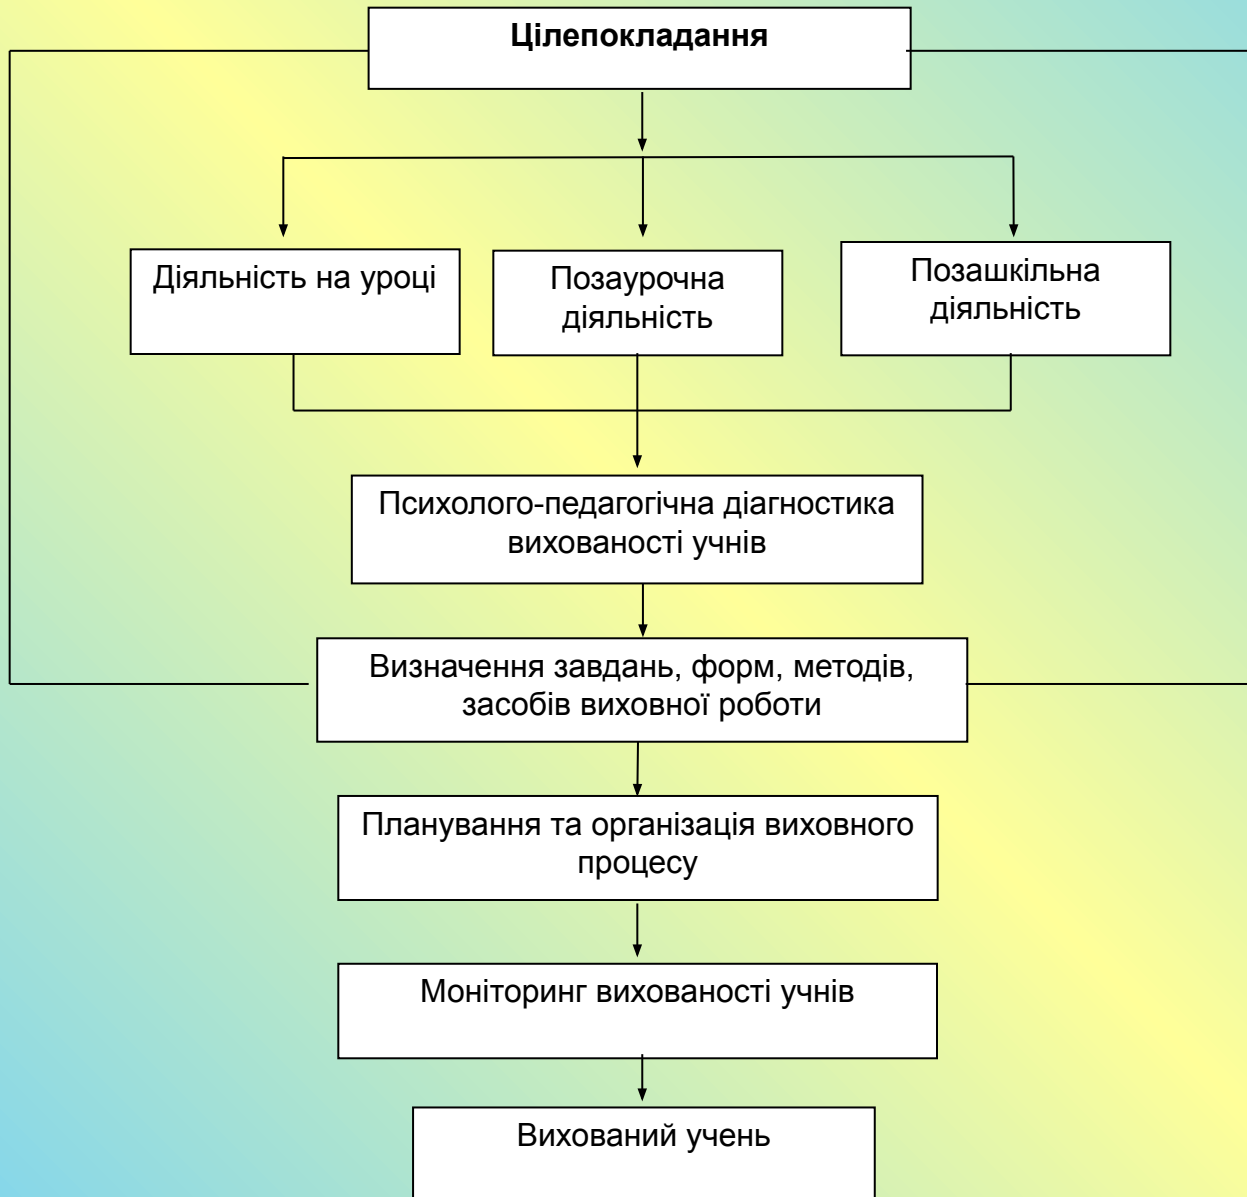 Цілепокладання
Діяльність на уроці
Позаурочна
діяльність
Позашкільна
діяльність
Психолого-педагогічна діагностика
вихованості учнів
Визначення завдань, форм, методів,
засобів виховної роботи
Планування та організація виховного
процесу
Моніторинг вихованості учнів
Вихований учень